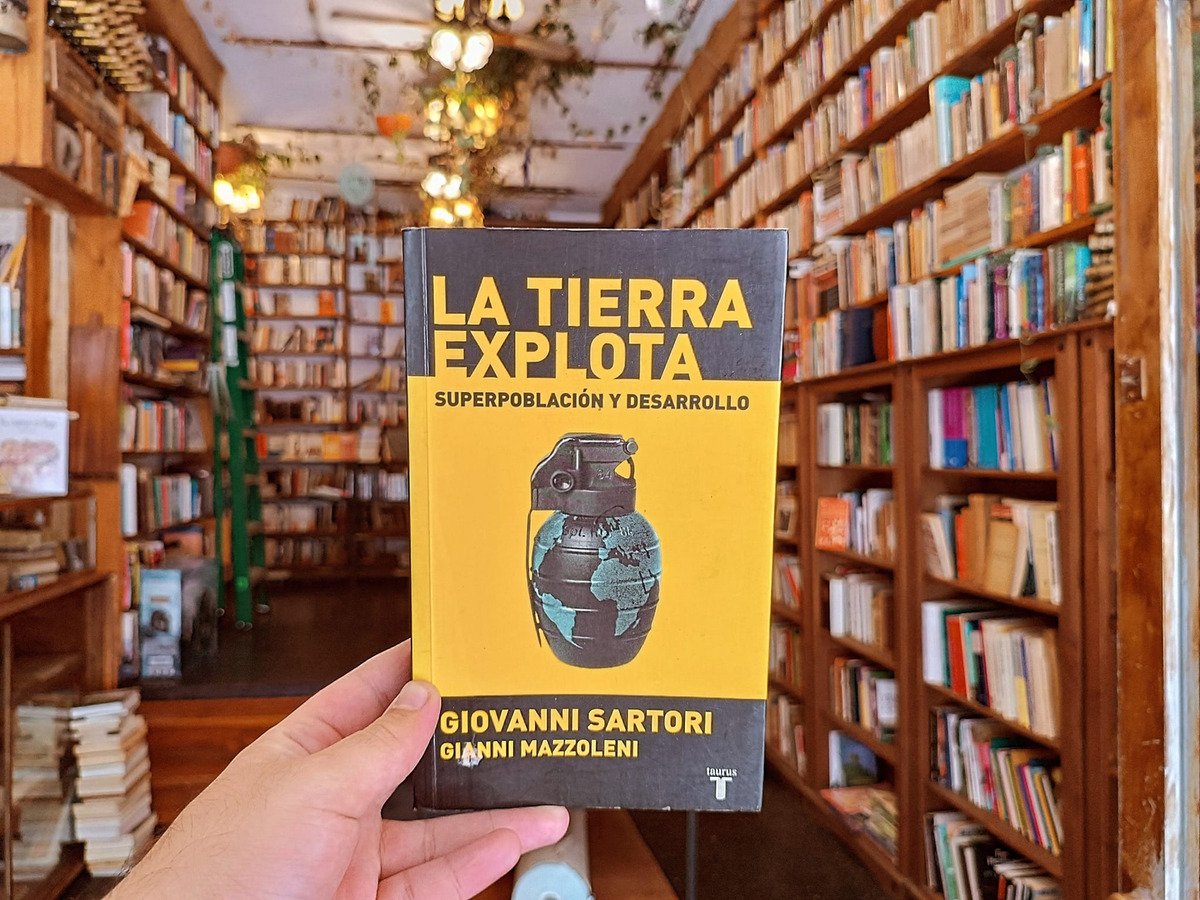 LA TIERRA
EXPLOTA
SUPERPOBLACIÓN Y DESARROLLO
GIOVANNI SARTORI
GIANNI MAZZOLENI
taurus
T